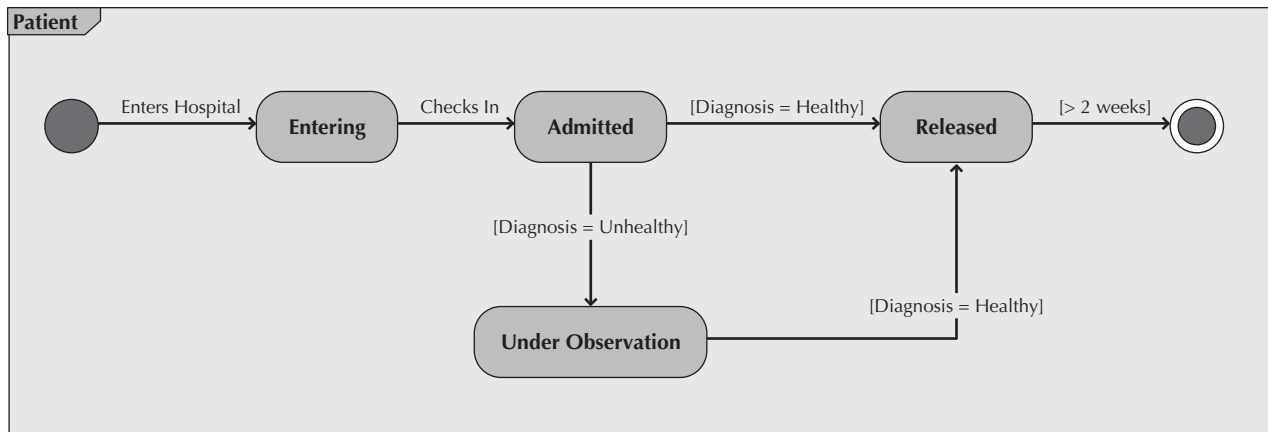 Patient
Enters Hospital
Entering
Checks In
Admitted
[Diagnosis = Healthy]
Released
[> 2 weeks]
[Diagnosis = Unhealthy]
[Diagnosis = Healthy]
Under Observation